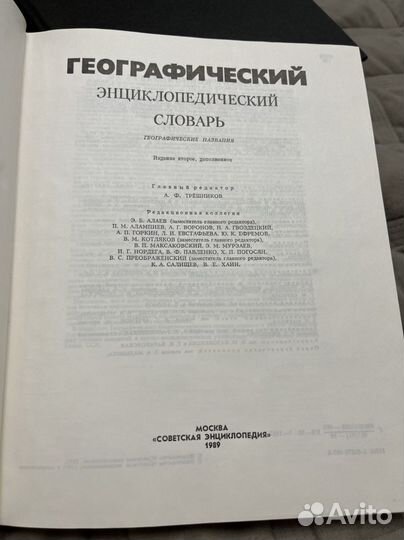 ГЕОГРАФИЧЕСКИЙ
ЭНЦИКЛОПЕДИЧЕСКИЙ
СЛОВАРЬ
ГЕОГРАФИЧЕСКИЕ НАЗВАНИЯ
Издание второе, дополненное
Главный редактор
А. Ф. ТРЁШНИКОВ
Редакционная коллегия
Э. Б. АЛАЕВ (заместитель главного редактора),
П. М. АЛАМПИЕВ, А. Г. ВОРОНОВ, Н. А. ГВОЗДЕЦКИЙ,
А. П. ГОРКИН, Л. И. ЕВСТАФЬЕВА, Ю. К. ЕФРЕМОВ,
В. М. КОТЛЯКОВ (заместитель главного редактора),
В. П. МАКСАКОВСКИЙ, Э. М. МУРЗАЕВ,
И. Г. НОРДЕГА, В. Ф. ПАВЛЕНКО, Х. П. ПОГОСЯН,
В. С. ПРЕОБРАЖЕНСКИЙ (заместитель главного редактора),
К. А. САЛИЩЕВ, В. Е. ХАИН.
МОСКВА
«СОВЕТСКАЯ ЭНЦИКЛОПЕДИЯ»
1989
Avito